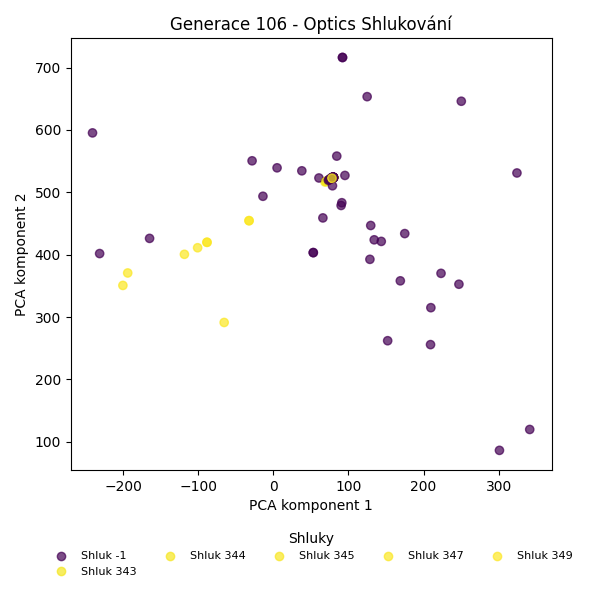 Generace 106 - Optics Shlukování
PCA komponent 2
700
600
500
400
300
200
100
−200 −100 0 100 200 300
PCA komponent 1
Shluky
Shluk -1 Shluk 344 Shluk 345 Shluk 347 Shluk 349
Shluk 343